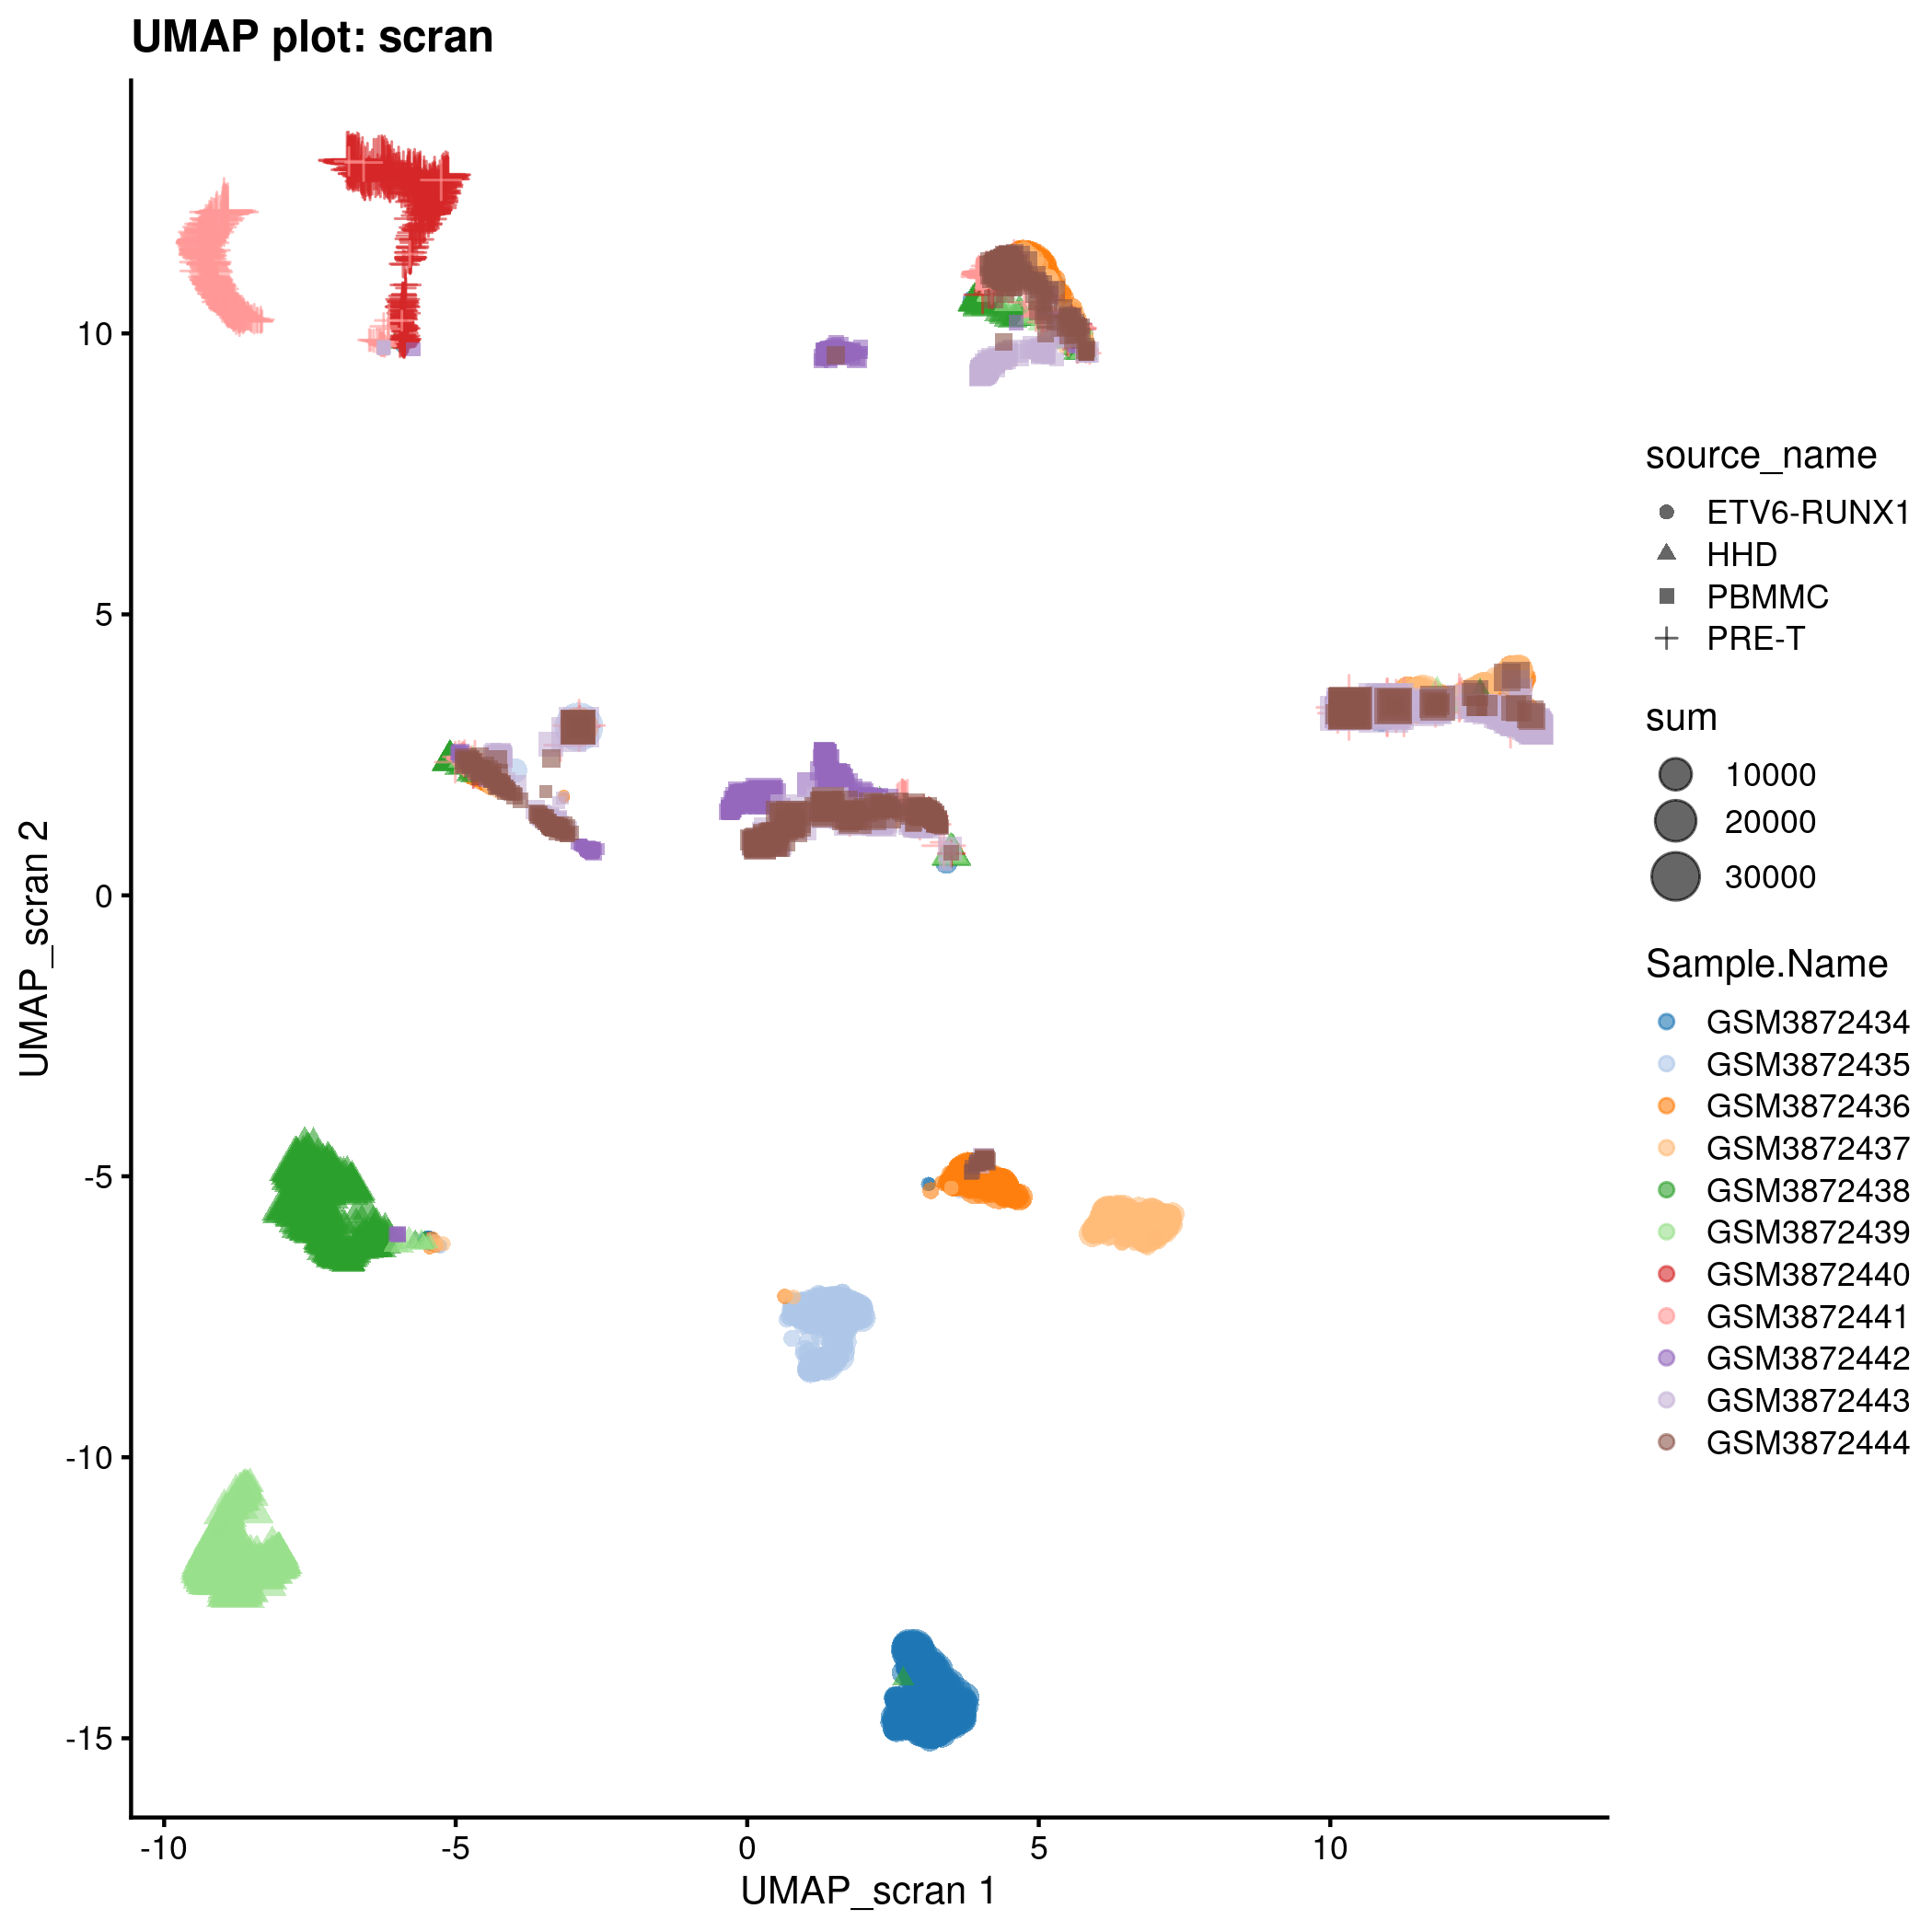 UMAP plot: scran
10
5
0
-5
-10
-15
UMAP_scran 2
-10
-5
0
5
10
UMAP_scran 1
source_name
ETV6-RUNX1
HHD
PBMMC
PRE-T
sum
10000
20000
30000
Sample.Name
GSM3872434
GSM3872435
GSM3872436
GSM3872437
GSM3872438
GSM3872439
GSM3872440
GSM3872441
GSM3872442
GSM3872443
GSM3872444